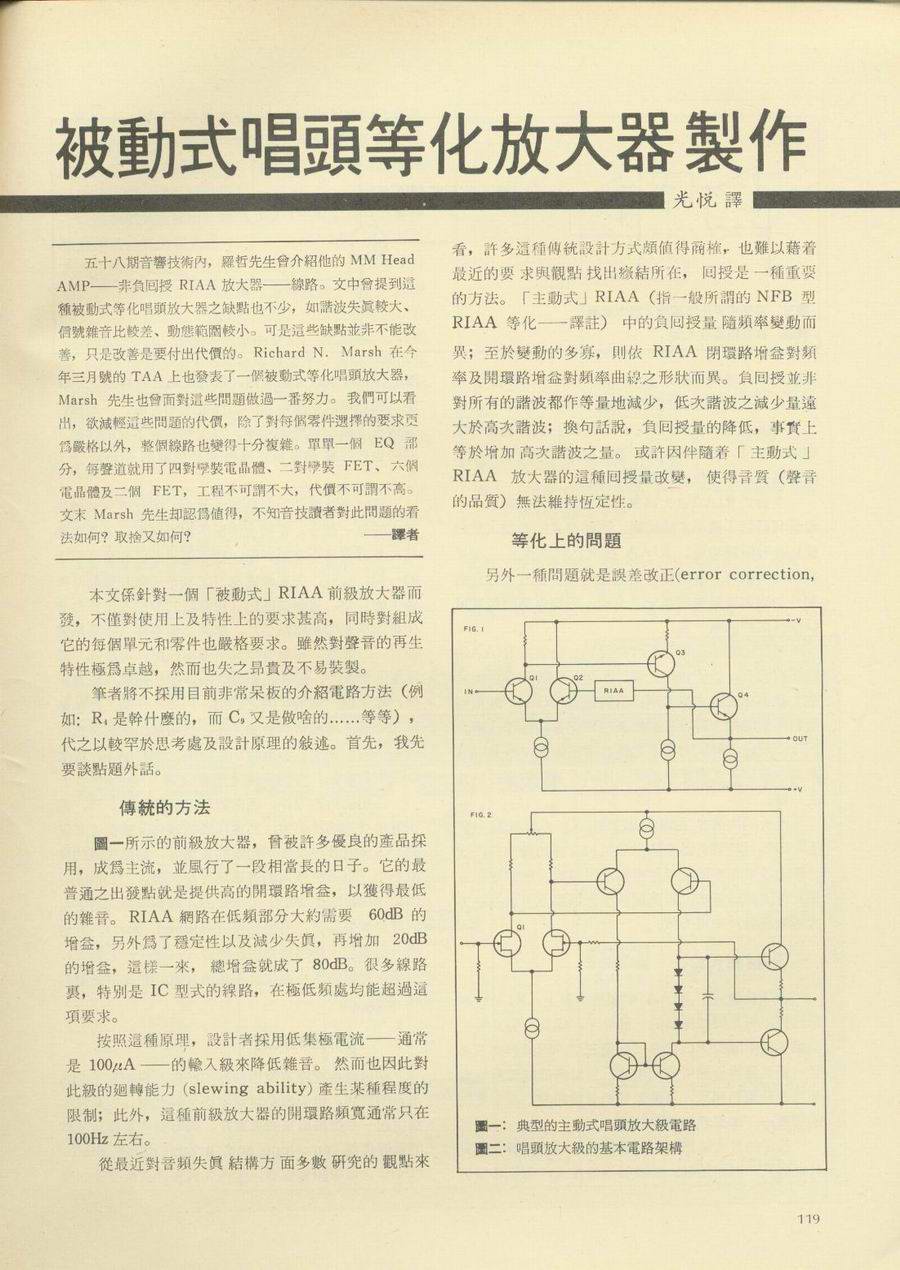 被動式唱頭等化放大器製作
光悦 譯
五十八期音響技術內，羅哲先生曾介紹他的 MM Head
AMP——非負囘授 RIAA 放大器——線路。文中曾提到這
種被動式等化唱頭放大器之缺點也不少，如諧波失眞較大、
信號雜音比較差、動態範圍較小。可是這些缺點並非不能改
善，只是改善是要付出代價的。 Richard N. Marsh 在今
年三月號的 TAA 上也發表了一個被動式等化唱頭放大器，
Marsh 先生也曾面對這些問題做過一番努力。 我們可以看
出，欲減輕這些問題的代價，除了對每個零件選擇的要求更
爲嚴格以外，整個線路也變得十分複雜。單單一個 EQ 部
分，每聲道就用了四對孿裝電晶體、二對孿裝 FET、六個
電晶體及二個 FET，工程不可謂不大，代價不可謂不高。
文末 Marsh 先生却認爲値得，不知音技讀者對此問題的看
法如何？取捨又如何？ ——譯者
本文係針對一個「被動式」RIAA 前級放大器而
發，不僅對使用上及特性上的要求甚高，同時對組成
它的每個單元和零件也嚴格要求。雖然對聲音的再生
特性極爲卓越，然而也失之昂貴及不易裝製。
筆者將不採用目前非常呆板的介紹電路方法（例
如: R₁ 是幹什麼的，而 C₉ 又是做啥的……等等），
代之以較罕於思考處及設計原理的敍述。首先，我先
要談點題外話。
傳統的方法
圖一所示的前級放大器，曾被許多優良的產品採
用，成爲主流，並風行了一段相當長的日子。它的最
普通之出發點就是提供高的開環路增益，以獲得最低
的雜音。 RIAA 網路在低頻部分大約需要 60dB 的
增益，另外爲了穩定性以及減少失眞，再增加 20dB
的增益，這樣一來， 總增益就成了 80dB。很多線路
裏，特別是 IC 型式的線路，在極低頻處均能超過這
項要求。
按照這種原理，設計者採用低集極電流——通常
是 100μA ——的輸入級來降低雜音。 然而也因此對
此級的廻轉能力 (slewing ability) 產生某種程度的
限制；此外，這種前級放大器的開環路頻寬通常只在
100Hz 左右。
從最近對音頻失眞 結構方 面多數 研究的 觀點來
看，許多這種傳統設計方式頗値得商榷，也難以藉着
最近的要 求與觀點 找出癥結所在， 囘授是 一種重要
的方法。「主動式」RIAA（指一般所謂的 NFB 型
RIAA 等化——譯註） 中的負囘授量 隨頻率變動而
異；至於變動的多寡，則依 RIAA 閉環路增益對頻
率及開環路增益對頻率曲線之形狀而異。負囘授並非
對所有的諧波都作等量地減少，低次諧波之減少量遠
大於高次諧波；換句話說，負囘授量的降低，事實上
等於增加 高次諧波之量。 或許因伴隨着「 主動式 」
RIAA 放大器的這種囘授量改變， 使得音質（聲音
的品質）無法維持恆定性。
等化上的問題
另外一種問題就是誤差改正(error correction,
FIG. 1
-V
Q3
Q1
Q2
IN
RIAA
Q4
OUT
+V
FIG. 2
Q1
圖一： 典型的主動式唱頭放大級電路
圖二： 唱頭放大級的基本電路架構
119